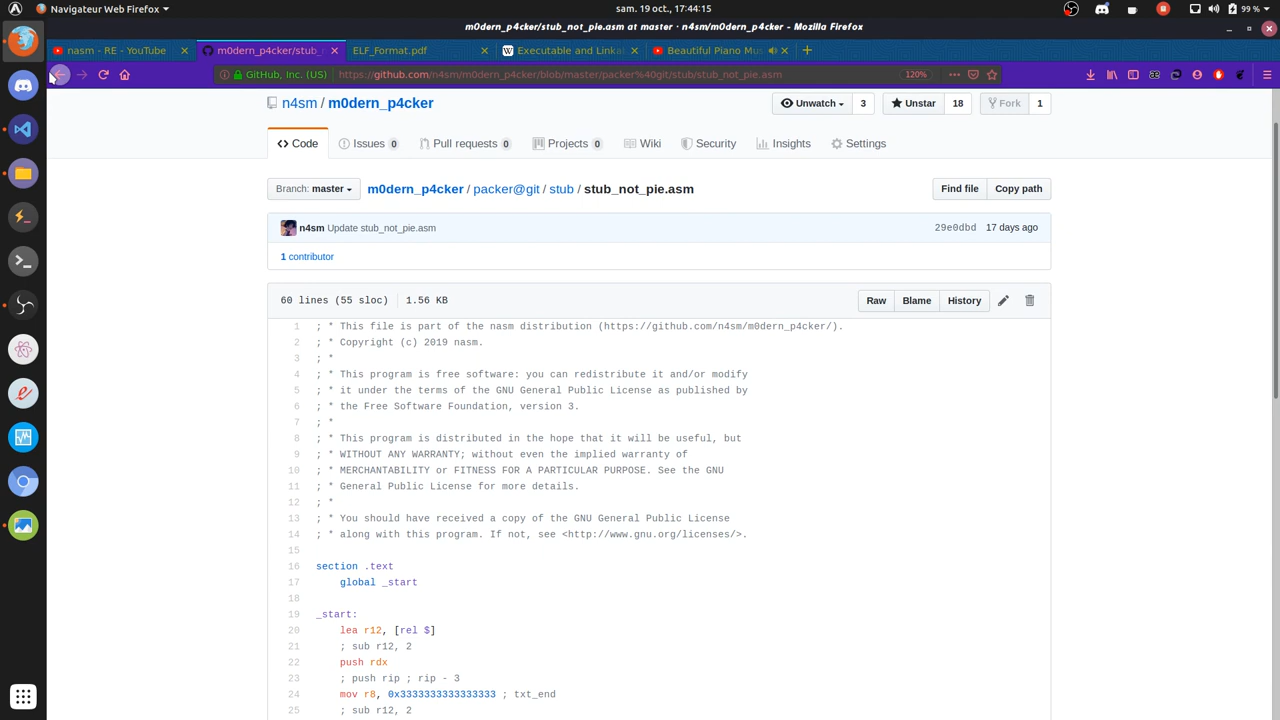 Navigateur Web Firefox
sam. 19 oct., 17:44:15
99 %
m0dern_p4cker/stub_not_pie.asm at master · n4sm/m0dern_p4cker - Mozilla Firefox
nasm - RE - YouTube
m0dern_p4cker/stub_n
ELF_Format.pdf
Executable and Linkal
Beautiful Piano Mus
GitHub, Inc. (US)
https://github.com/n4sm/m0dern_p4cker/blob/master/packer%40git/stub/stub_not_pie.asm
120%
n4sm / m0dern_p4cker
Unwatch 3
Unstar 18
Fork 1
Code
Issues 0
Pull requests 0
Projects 0
Wiki
Security
Insights
Settings
Branch: master
m0dern_p4cker / packer@git / stub / stub_not_pie.asm
Find file
Copy path
n4sm Update stub_not_pie.asm
29e0dbd 17 days ago
1 contributor
60 lines (55 sloc) 1.56 KB
Raw
Blame
History
1 ; * This file is part of the nasm distribution (https://github.com/n4sm/m0dern_p4cker/).
2 ; * Copyright (c) 2019 nasm.
3 ; *
4 ; * This program is free software: you can redistribute it and/or modify
5 ; * it under the terms of the GNU General Public License as published by
6 ; * the Free Software Foundation, version 3.
7 ; *
8 ; * This program is distributed in the hope that it will be useful, but
9 ; * WITHOUT ANY WARRANTY; without even the implied warranty of
10 ; * MERCHANTABILITY or FITNESS FOR A PARTICULAR PURPOSE. See the GNU
11 ; * General Public License for more details.
12 ; *
13 ; * You should have received a copy of the GNU General Public License
14 ; * along with this program. If not, see <http://www.gnu.org/licenses/>.
15
16 section .text
17 global _start
18
19 _start:
20 lea r12, [rel $]
21 ; sub r12, 2
22 push rdx
23 ; push rip ; rip - 3
24 mov r8, 0x3333333333333333 ; txt_end
25 ; sub r12, 2